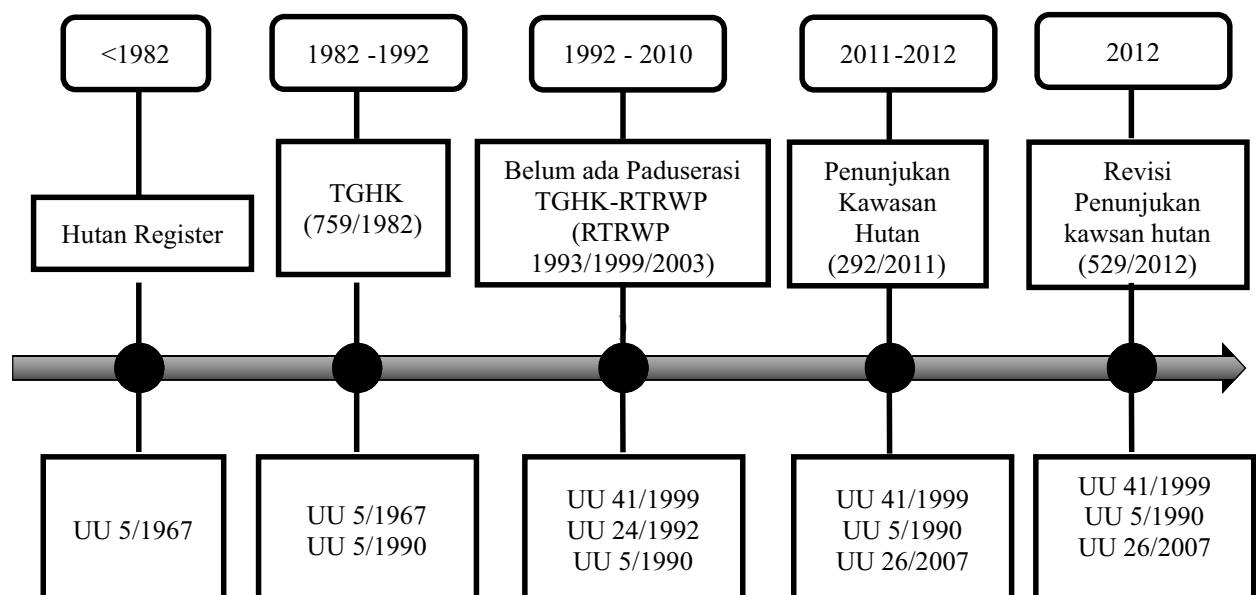 <1982
1982 -1992
1992 - 2010
2011-2012
2012
Hutan Register
TGHK
(759/1982)
Belum ada Paduserasi
TGHK-RTRWP
(RTRWP
1993/1999/2003)
Penunjukan
Kawasan
Hutan
(292/2011)
Revisi
Penunjukan
kawsan hutan
(529/2012)
)
UU 5/1967
UU 5/1967
UU 5/1990
UU 41/1999
UU 24/1992
UU 5/1990
UU 41/1999
UU 5/1990
UU 26/2007
UU 41/1999
UU 5/1990
UU 26/2007